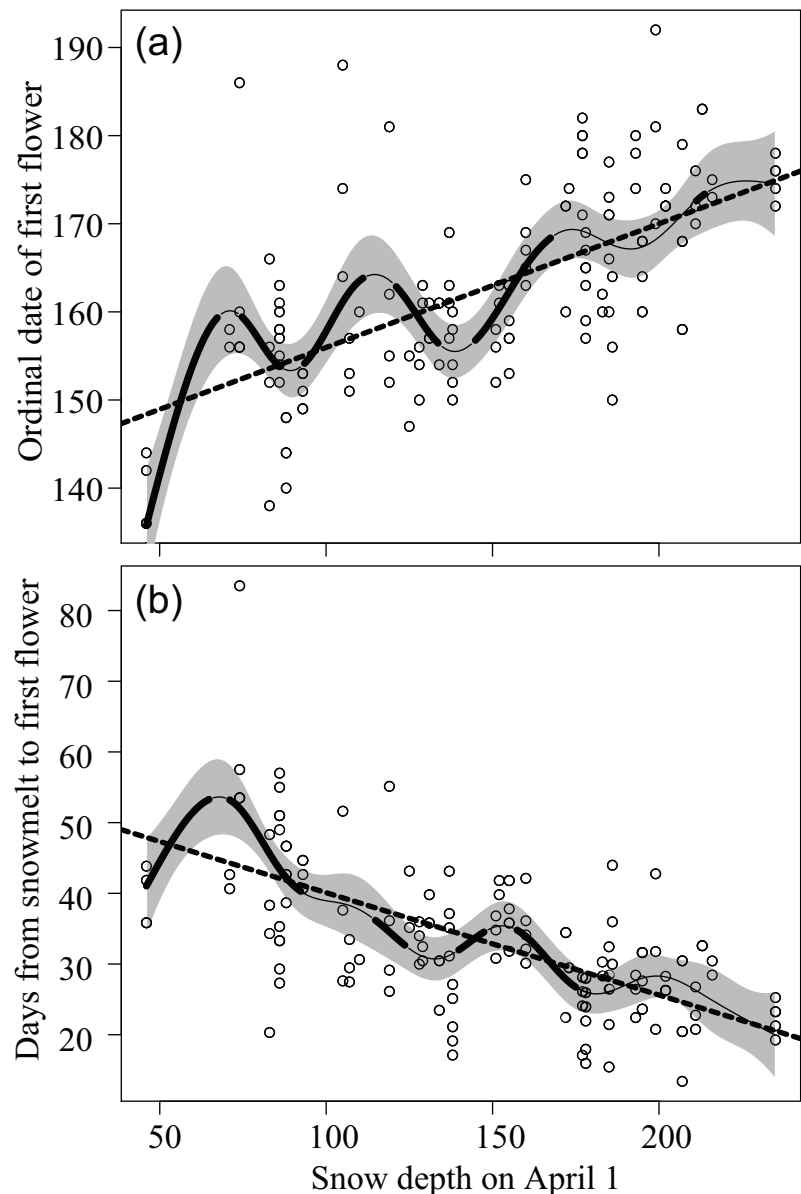 (a)
Ordinal date of first flower
190
180
170
160
150
140
(b)
Days from snowmelt to first flower
80
70
60
50
40
30
20
50 100 150 200
Snow depth on April 1